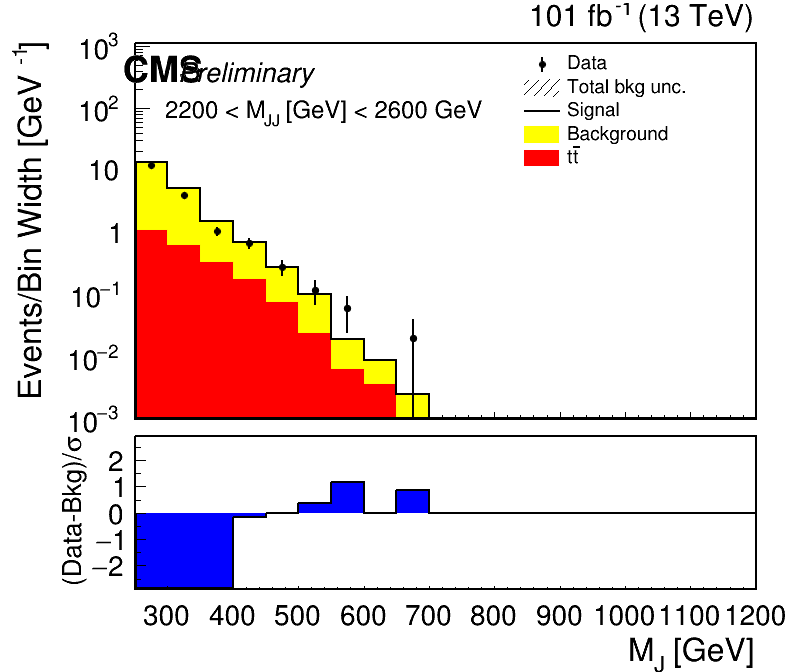 101 fb⁻¹ (13 TeV)
CMS Preliminary
2200 < M_JJ [GeV] < 2600 GeV
Data
Total bkg unc.
Signal
Background
tt̄
Events/Bin Width [GeV⁻¹]
10³
10²
10
1
10⁻¹
10⁻²
10⁻³
(Data-Bkg)/σ
2
1
0
−1
−2
300 400 500 600 700 800 900 1000 1100 1200
M_J [GeV]